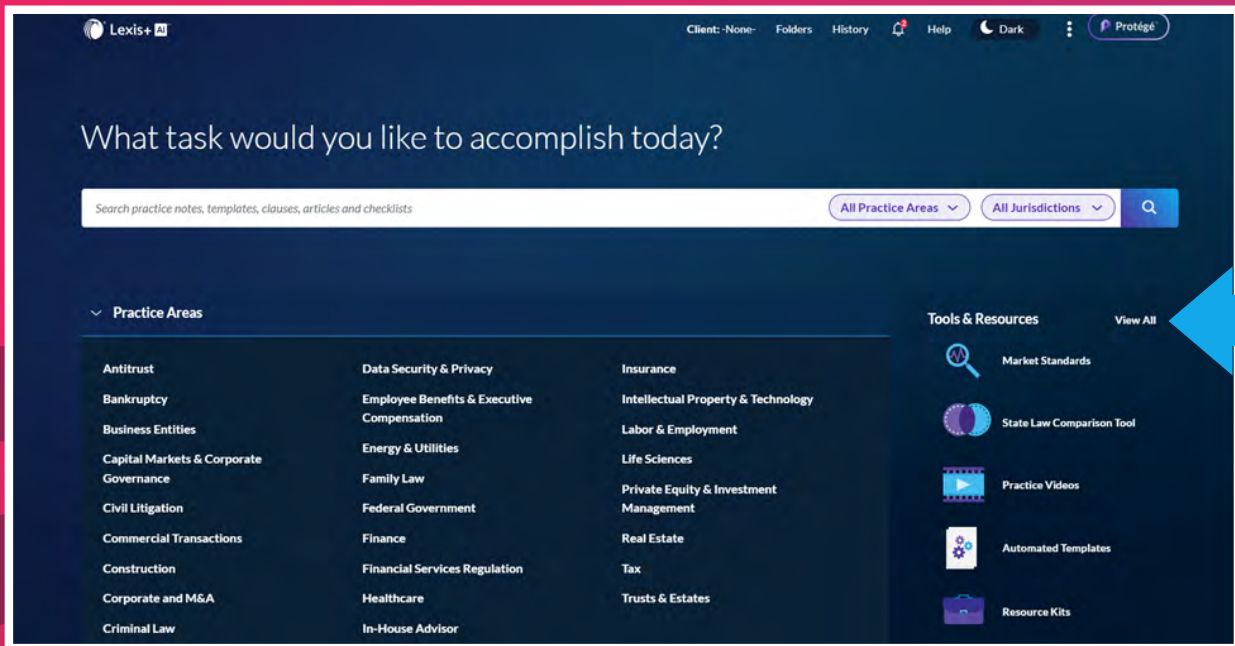 Lexis+ AI
Client: -None- Folders History 2 Help Dark Protégé
What task would you like to accomplish today?
Search practice notes, templates, clauses, articles and checklists All Practice Areas All Jurisdictions
Practice Areas
Antitrust
Bankruptcy
Business Entities
Capital Markets & Corporate
Governance
Civil Litigation
Commercial Transactions
Construction
Corporate and M&A
Criminal Law
Data Security & Privacy
Employee Benefits & Executive
Compensation
Energy & Utilities
Family Law
Federal Government
Finance
Financial Services Regulation
Healthcare
In-House Advisor
Insurance
Intellectual Property & Technology
Labor & Employment
Life Sciences
Private Equity & Investment
Management
Real Estate
Tax
Trusts & Estates
Tools & Resources View All
Market Standards
State Law Comparison Tool
Practice Videos
Automated Templates
Resource Kits